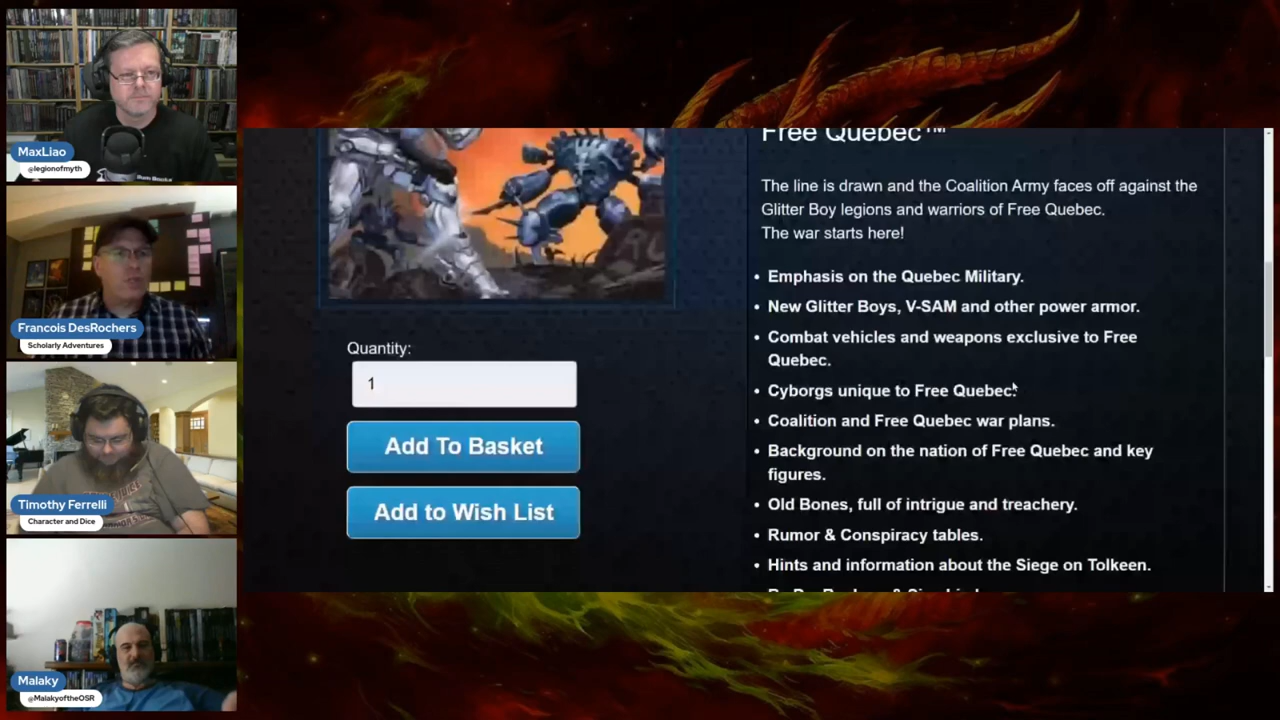 MaxLiao
@legionofmyth
Francois DesRochers
Scholarly Adventures
Timothy Ferrelli
Character and Dice
Malaky
@MalakyoftheOSR
Free Quebec™
The line is drawn and the Coalition Army faces off against the
Glitter Boy legions and warriors of Free Quebec.
The war starts here!
• Emphasis on the Quebec Military.
• New Glitter Boys, V-SAM and other power armor.
• Combat vehicles and weapons exclusive to Free
Quebec.
• Cyborgs unique to Free Quebec.
• Coalition and Free Quebec war plans.
• Background on the nation of Free Quebec and key
figures.
• Old Bones, full of intrigue and treachery.
• Rumor & Conspiracy tables.
• Hints and information about the Siege on Tolkeen.
Quantity:
1
Add To Basket
Add to Wish List